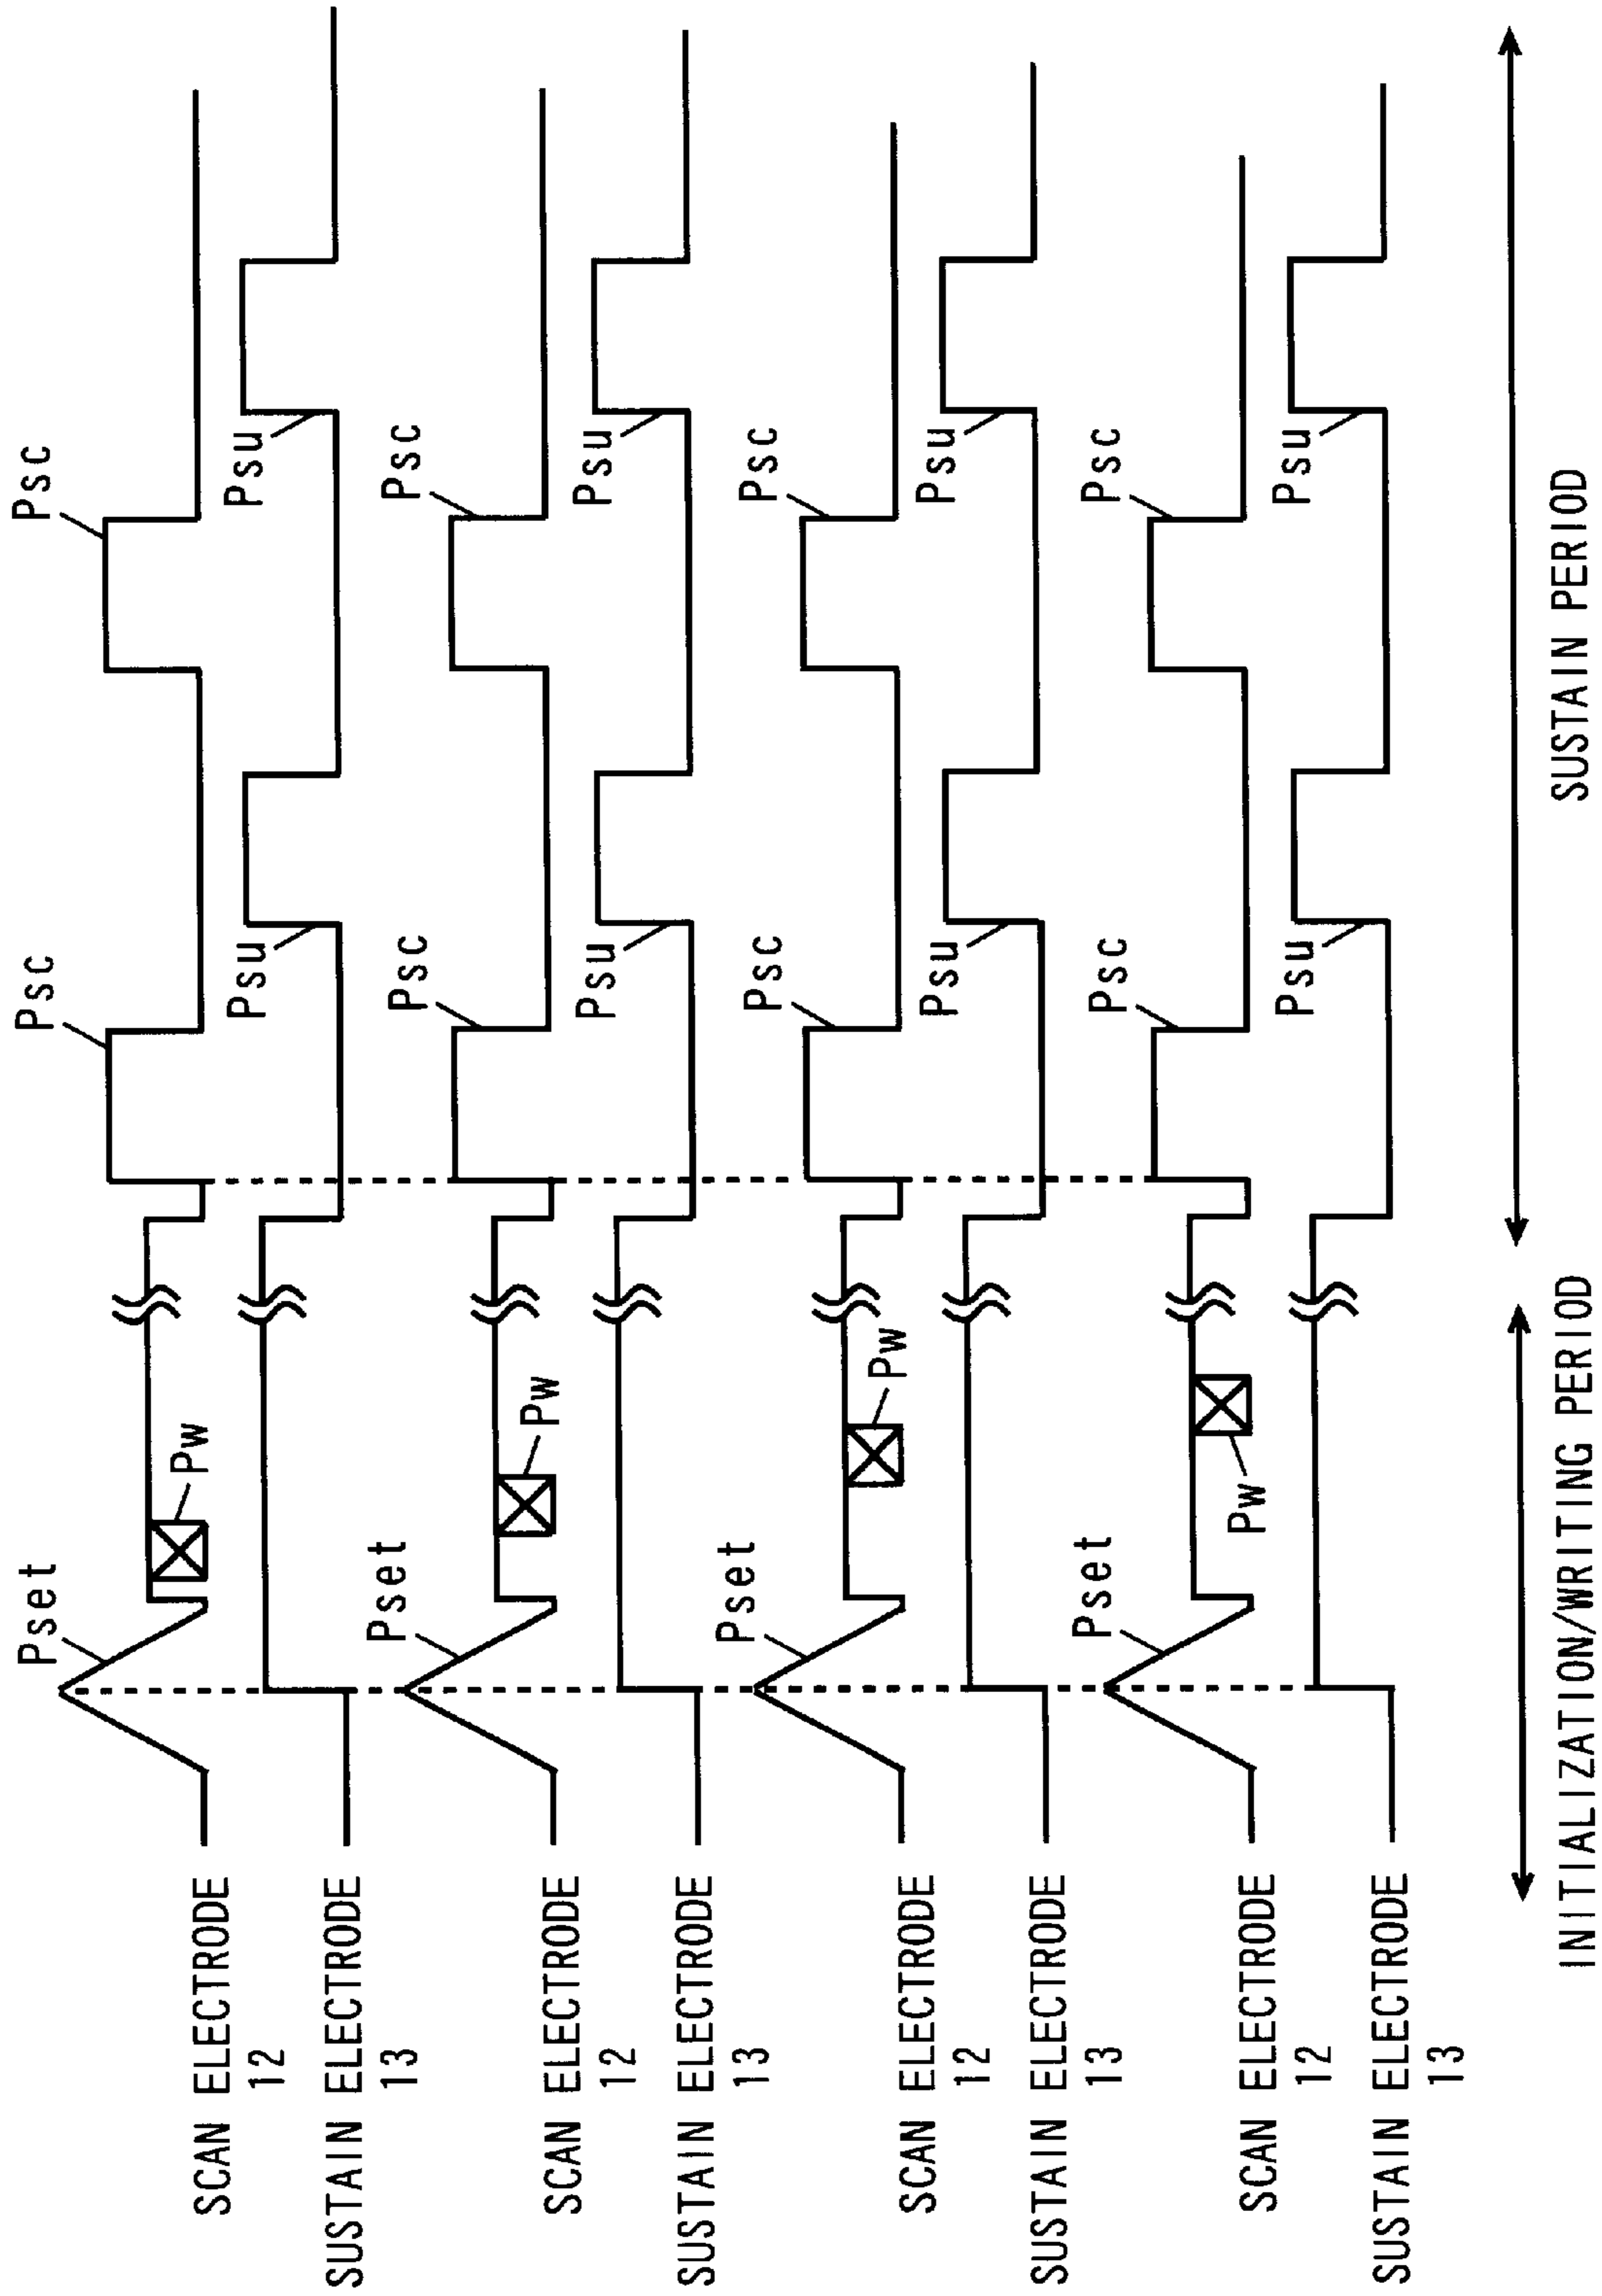 Pset
Pw
Psc
Psc
SCAN ELECTRODE
12
Psu
Psu
SUSTAIN ELECTRODE
13
Pset
Pw
Psc
Psc
SCAN ELECTRODE
12
Psu
Psu
SUSTAIN ELECTRODE
13
Pset
Pw
Psc
Psc
SCAN ELECTRODE
12
Psu
Psu
SUSTAIN ELECTRODE
13
Pset
Pw
Psc
Psc
SCAN ELECTRODE
12
Psu
Psu
SUSTAIN ELECTRODE
13
INITIALIZATION/WRITING PERIOD
SUSTAIN PERIOD